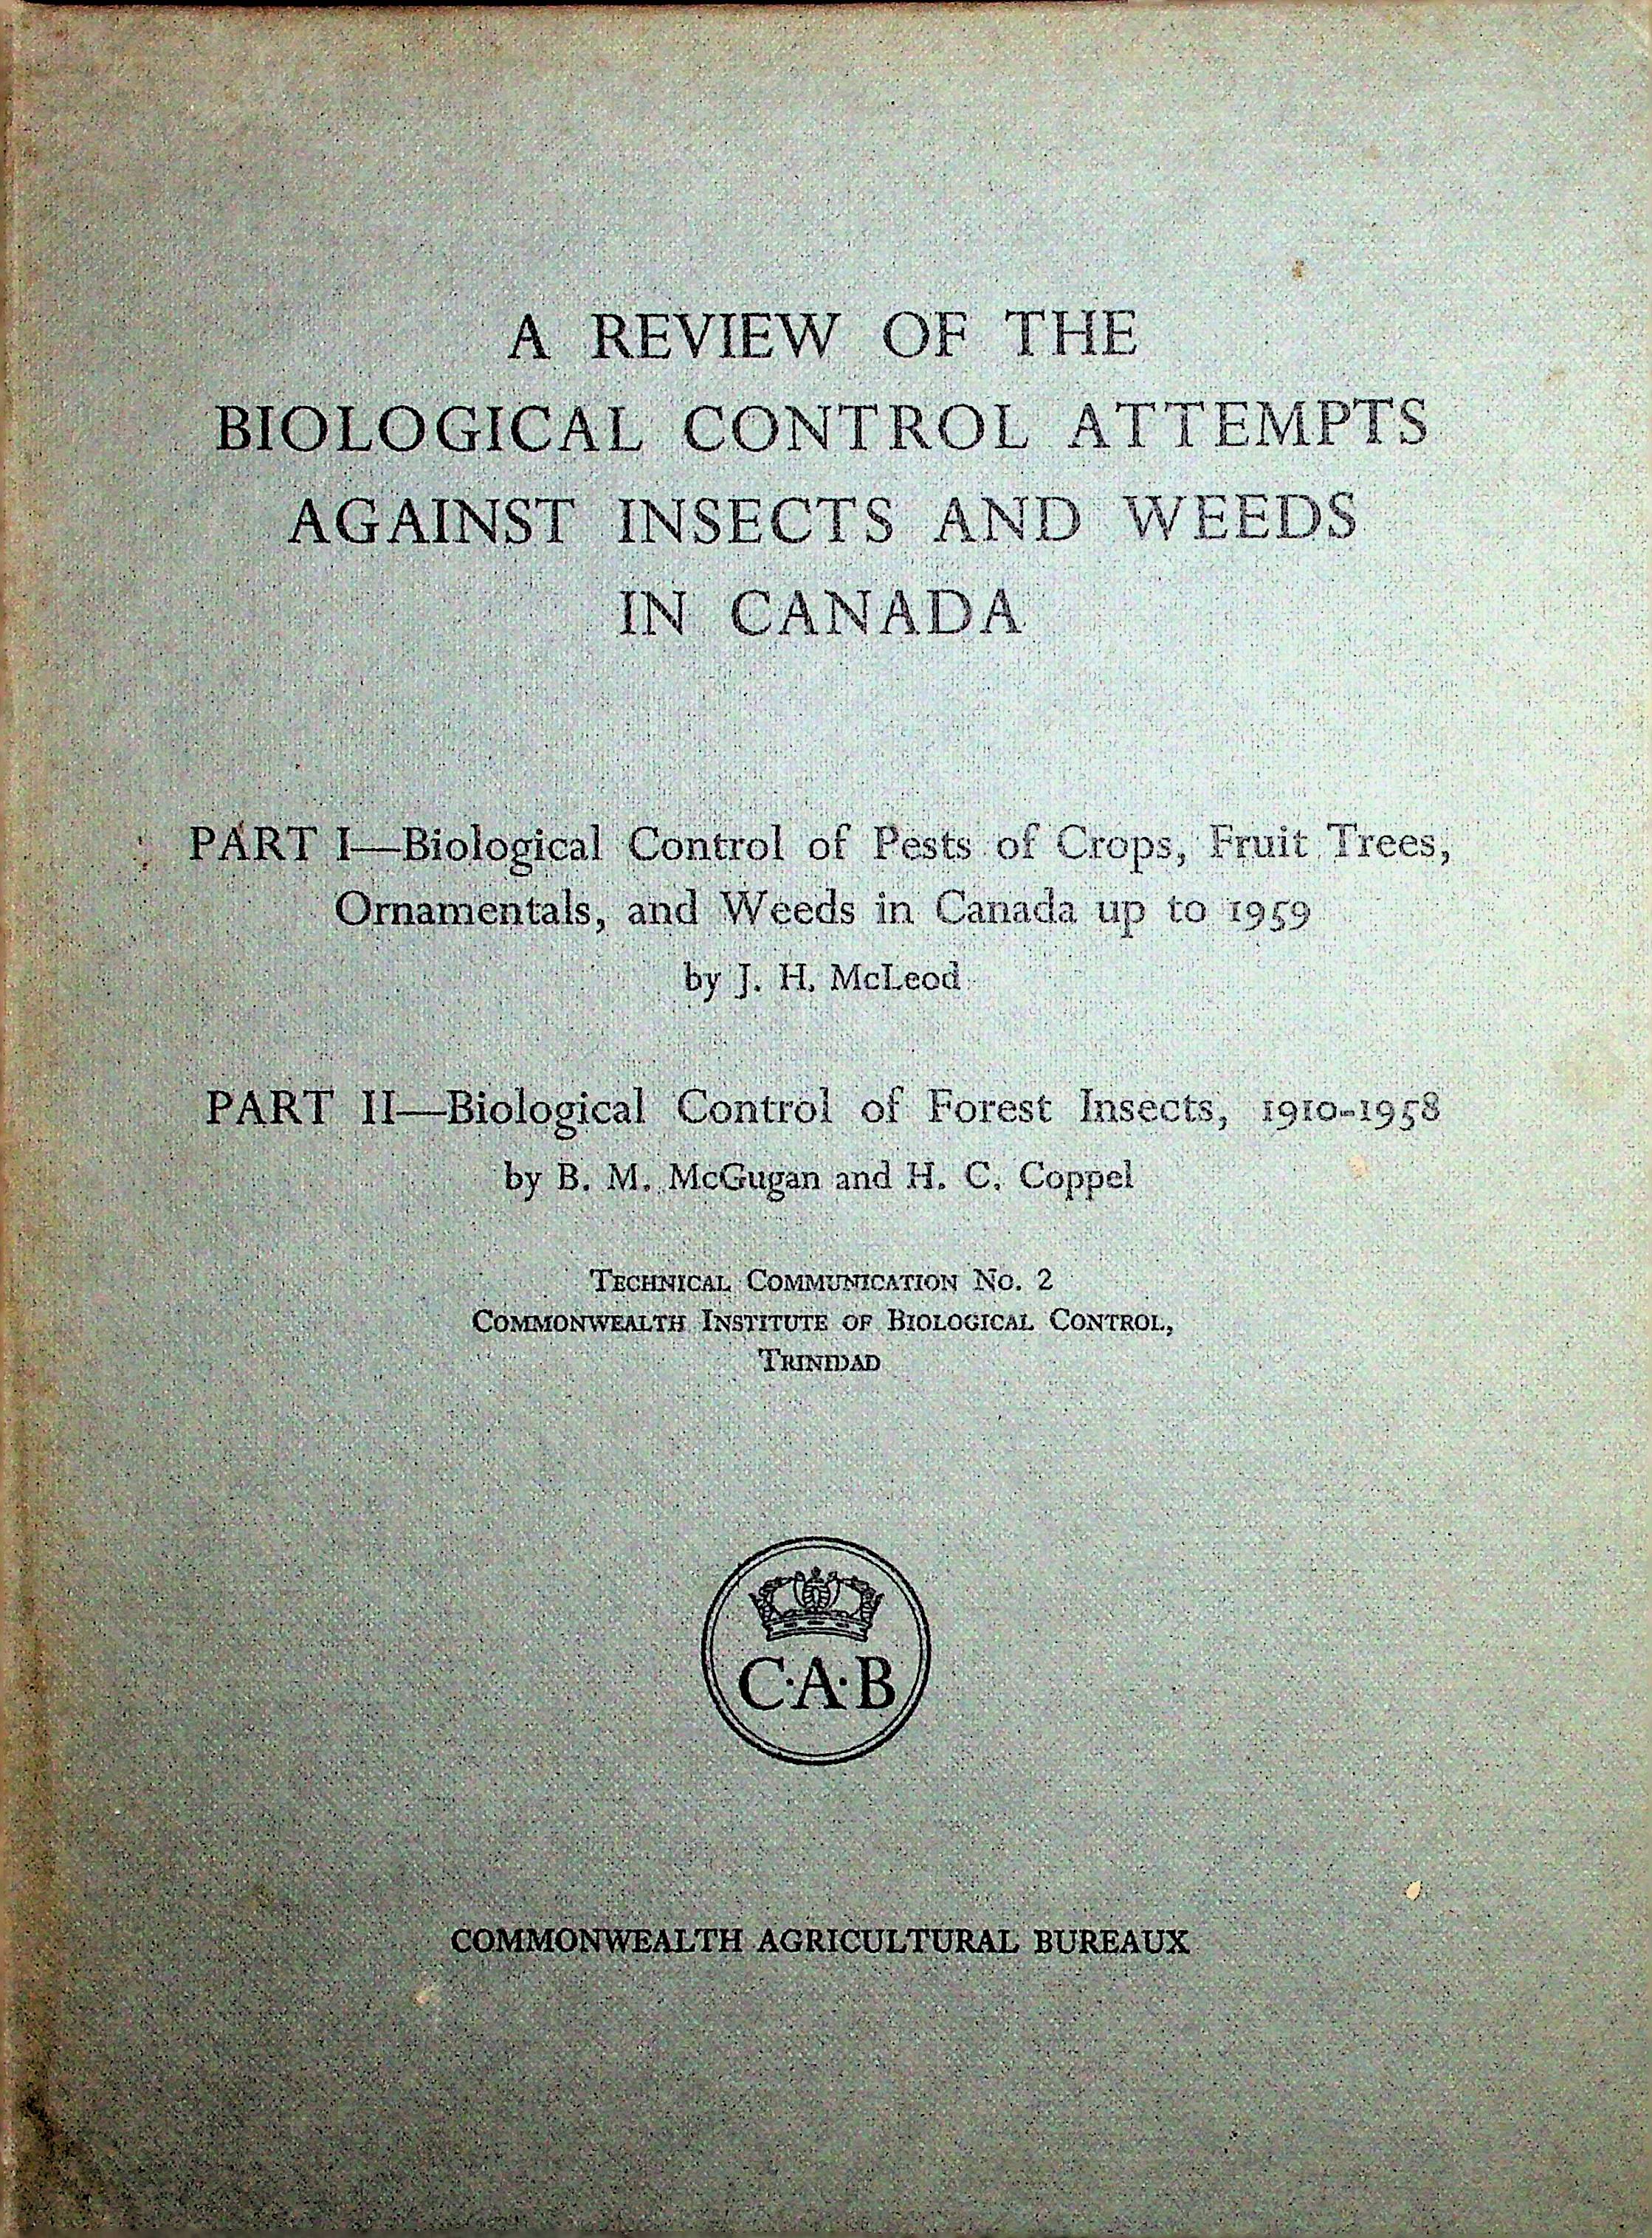 A REVIEW OF THE
BIOLOGICAL CONTROL ATTEMPTS
AGAINST INSECTS AND WEEDS
IN CANADA
PART I—Biological Control of Pests of Crops, Fruit Trees,
Ornamentals, and Weeds in Canada up to 1959
by J. H. McLeod
PART II—Biological Control of Forest Insects, 1910-1958
by B. M. McGugan and H. C. Coppel
TECHNICAL COMMUNICATION NO. 2
COMMONWEALTH INSTITUTE OF BIOLOGICAL CONTROL,
TRINIDAD
C·A·B
COMMONWEALTH AGRICULTURAL BUREAUX